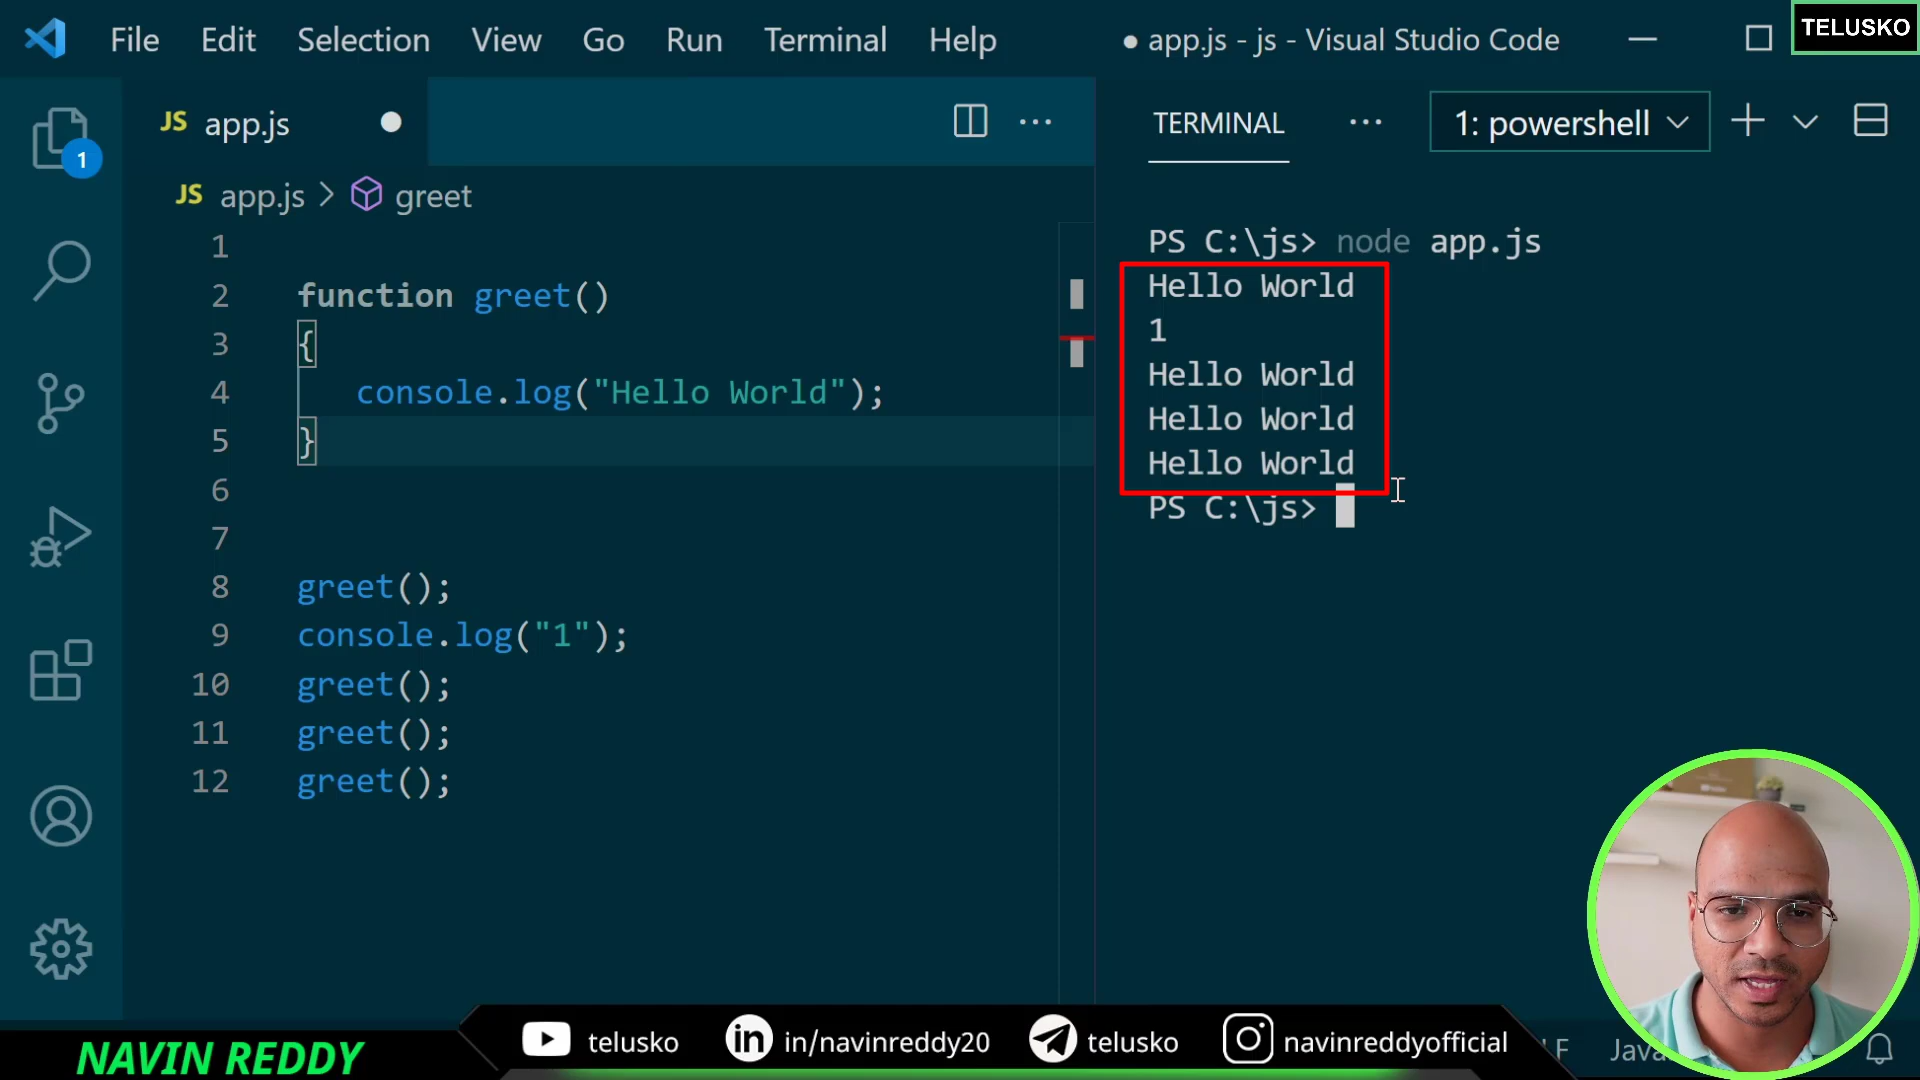 File Edit Selection View Go Run Terminal Help
● app.js - js - Visual Studio Code
TELUSKO
JS app.js
JS app.js > greet
1
1
2 function greet()
3 {
4 console.log("Hello World");
5 }
6
7
8 greet();
9 console.log("1");
10 greet();
11 greet();
12 greet();
TERMINAL ··· 1: powershell
PS C:\js> node app.js
Hello World
1
Hello World
Hello World
Hello World
PS C:\js>
NAVIN REDDY
telusko
in/navinreddy20
telusko
navinreddyofficial